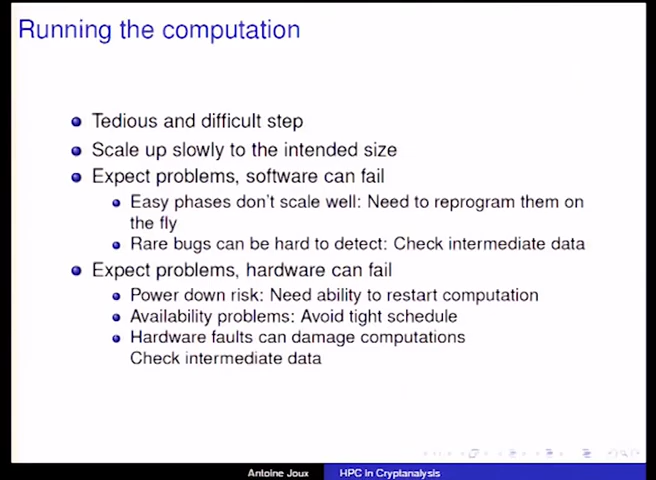 Running the computation
Tedious and difficult step
Scale up slowly to the intended size
Expect problems, software can fail
Easy phases don't scale well: Need to reprogram them on
the fly
Rare bugs can be hard to detect: Check intermediate data
Expect problems, hardware can fail
Power down risk: Need ability to restart computation
Availability problems: Avoid tight schedule
Hardware faults can damage computations
Check intermediate data
Antoine Joux
HPC in Cryptanalysis